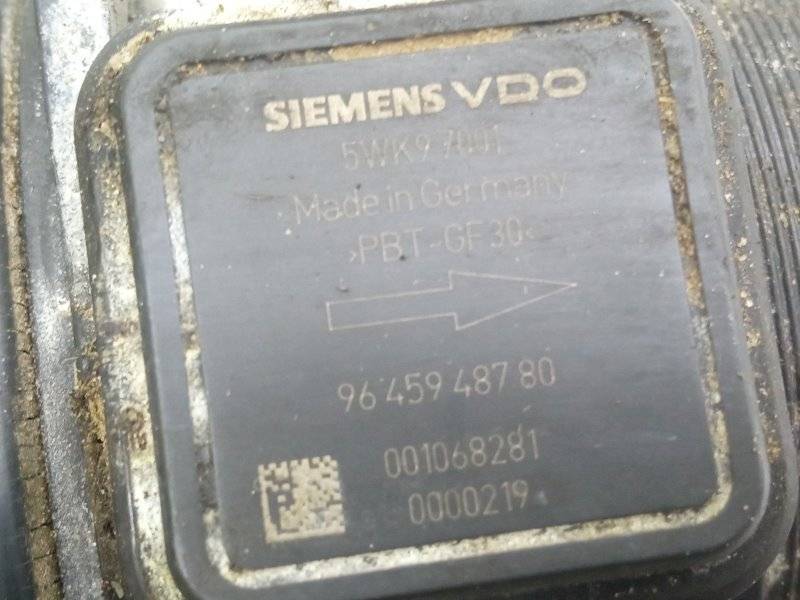 SIEMENS VDO
5WK9 7001
Made in Germany
>PBT-GF30<
96 459 487 80
001068281
0000219